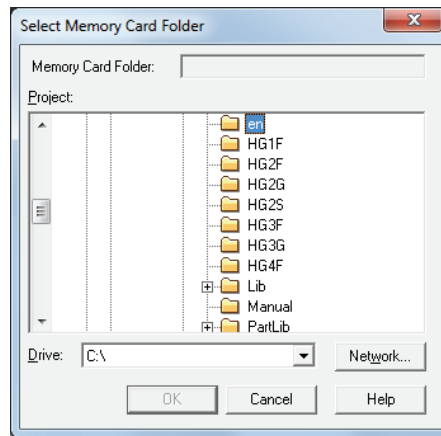 Select Memory Card Folder
Memory Card Folder:
Project:
en
HG1F
HG2F
HG2G
HG2S
HG3F
HG3G
HG4F
Lib
Manual
PartLib
Drive: C:\ Network...
OK Cancel Help